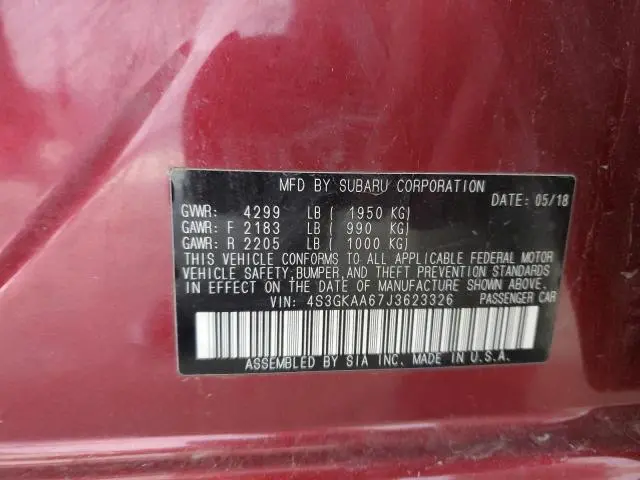 MFD BY SUBARU CORPORATION
DATE: 05/18
GVWR: 4299 LB ( 1950 KG)
GAWR: F 2183 LB ( 990 KG)
GAWR: R 2205 LB ( 1000 KG)
THIS VEHICLE CONFORMS TO ALL APPLICABLE FEDERAL MOTOR
VEHICLE SAFETY, BUMPER, AND THEFT PREVENTION STANDARDS
IN EFFECT ON THE DATE OF MANUFACTURE SHOWN ABOVE.
VIN: 4S3GKAA67J3623326 PASSENGER CAR
ASSEMBLED BY SIA INC. MADE IN U.S.A.